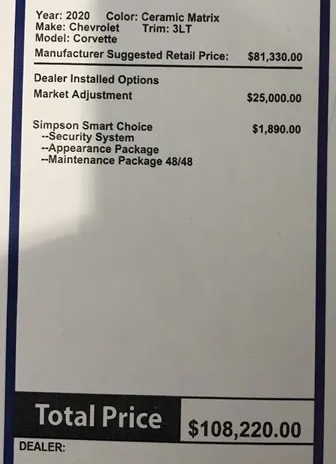 Year: 2020 Color: Ceramic Matrix
Make: Chevrolet Trim: 3LT
Model: Corvette
Manufacturer Suggested Retail Price: $81,330.00
Dealer Installed Options
Market Adjustment $25,000.00
Simpson Smart Choice $1,890.00
--Security System
--Appearance Package
--Maintenance Package 48/48
Total Price $108,220.00
DEALER: